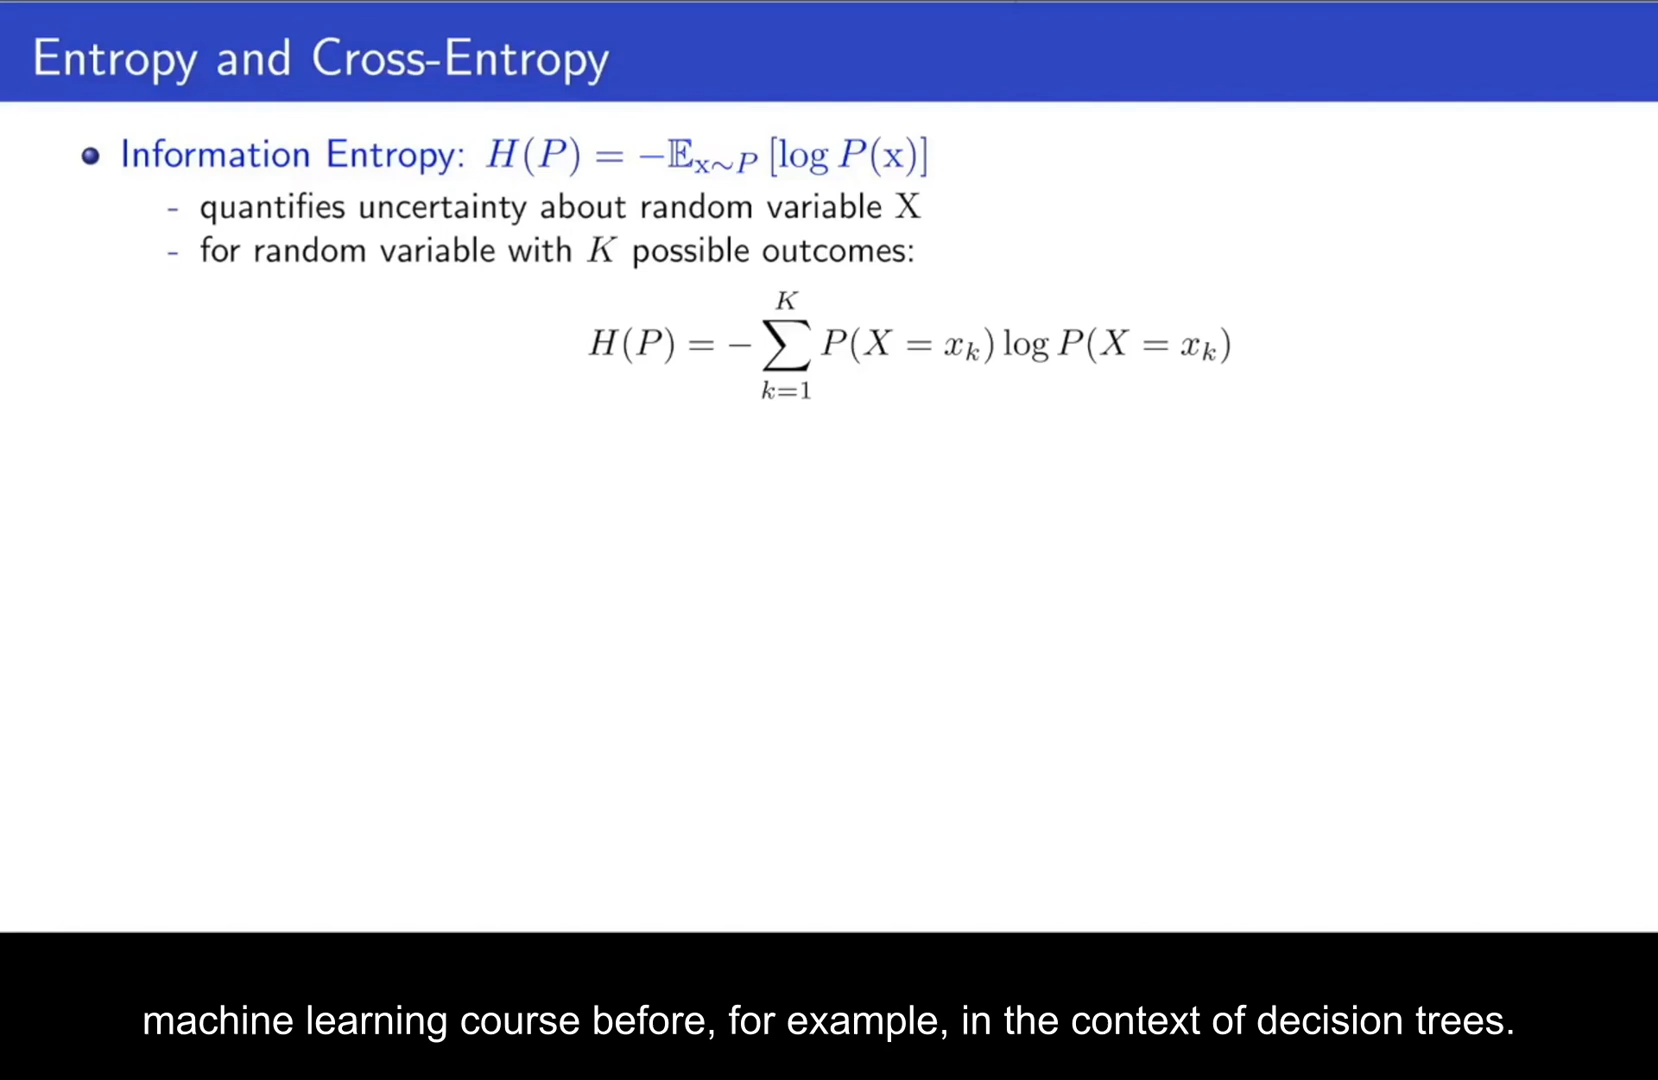 Entropy and Cross-Entropy
• Information Entropy: H(P) = −𝔼ₓ∼P [log P(x)]
- quantifies uncertainty about random variable X
- for random variable with K possible outcomes:
H(P) = − ∑_{k=1}^{K} P(X = x_k) log P(X = x_k)
machine learning course before, for example, in the context of decision trees.